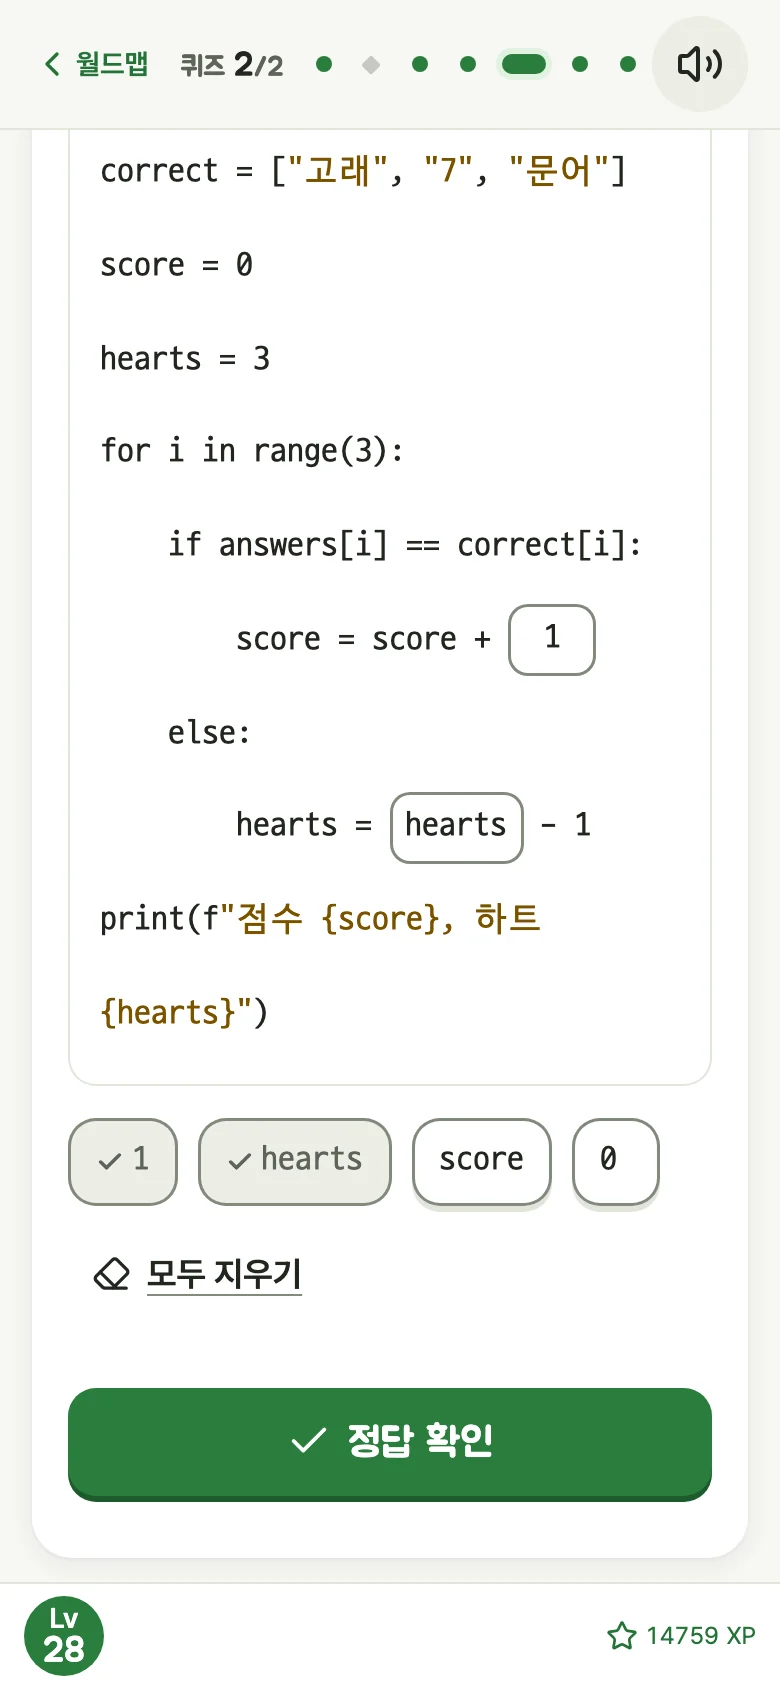 월드맵 퀴즈 2/2
correct = ["고래", "7", "문어"]
score = 0
hearts = 3
for i in range(3):
    if answers[i] == correct[i]:
        score = score + 1
    else:
        hearts = hearts - 1
print(f"점수 {score}, 하트
{hearts}")
1 hearts score 0
모두 지우기
정답 확인
Lv
28
14759 XP